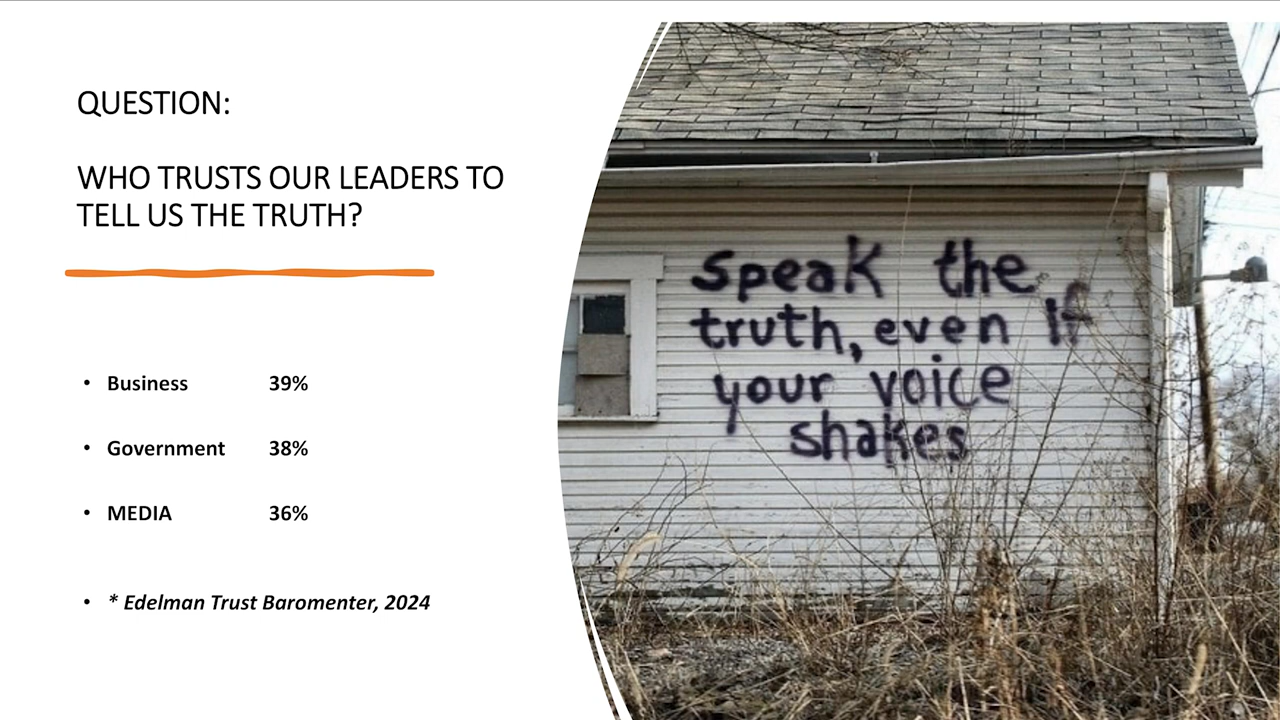 QUESTION:
WHO TRUSTS OUR LEADERS TO
TELL US THE TRUTH?
• Business 39%
• Government 38%
• MEDIA 36%
• * Edelman Trust Baromenter, 2024
speak the
truth, even if
your voice
shakes